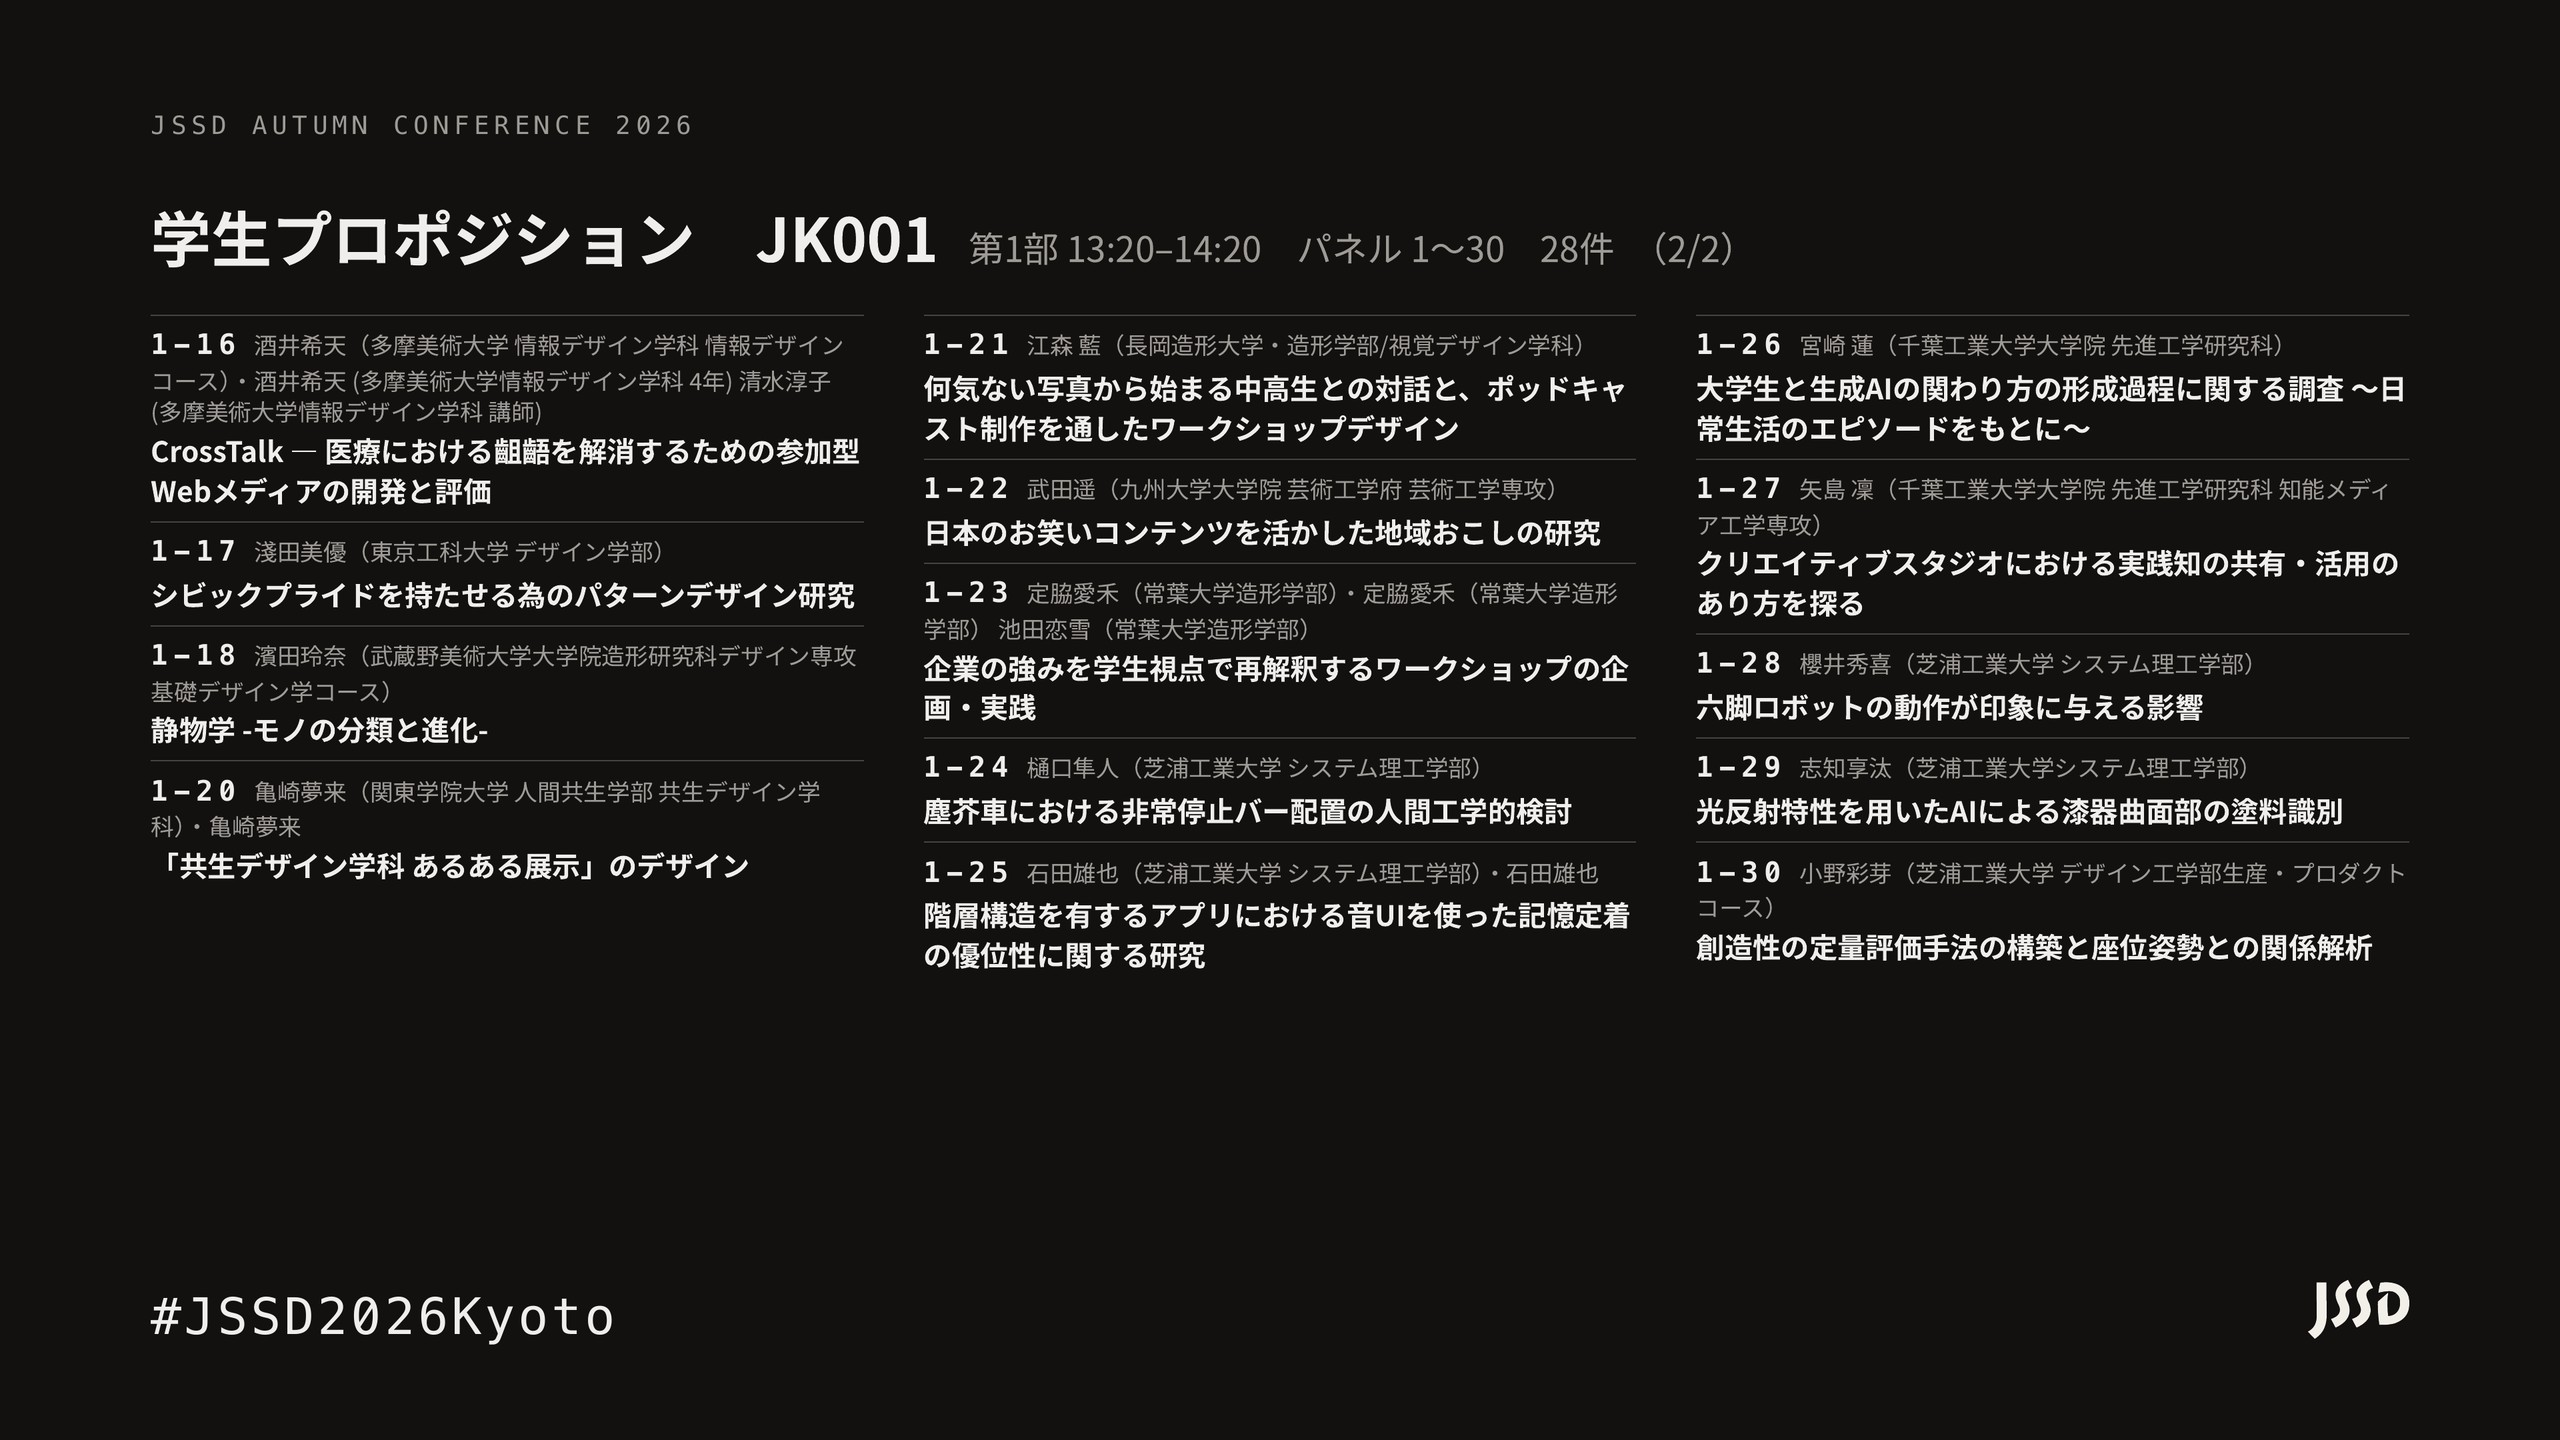 JSSD AUTUMN CONFERENCE 2026
学生プロポジション　JK001 第1部 13:20–14:20　パネル 1〜30　28件　（2/2）
1–16 酒井希天（多摩美術大学 情報デザイン学科 情報デザイン
コース）・酒井希天 (多摩美術大学情報デザイン学科 4年) 清水淳子
(多摩美術大学情報デザイン学科 講師)
CrossTalk ― 医療における齟齬を解消するための参加型
Webメディアの開発と評価
1–17 淺田美優（東京工科大学 デザイン学部）
シビックプライドを持たせる為のパターンデザイン研究
1–18 濱田玲奈（武蔵野美術大学大学院造形研究科デザイン専攻
基礎デザイン学コース）
静物学 -モノの分類と進化-
1–20 亀崎夢来（関東学院大学 人間共生学部 共生デザイン学
科）・亀崎夢来
「共生デザイン学科 あるある展示」のデザイン
1–21 江森 藍（長岡造形大学・造形学部/視覚デザイン学科）
何気ない写真から始まる中高生との対話と、ポッドキャ
スト制作を通したワークショップデザイン
1–22 武田遥（九州大学大学院 芸術工学府 芸術工学専攻）
日本のお笑いコンテンツを活かした地域おこしの研究
1–23 定脇愛禾（常葉大学造形学部）・定脇愛禾（常葉大学造形
学部） 池田恋雪（常葉大学造形学部）
企業の強みを学生視点で再解釈するワークショップの企
画・実践
1–24 樋口隼人（芝浦工業大学 システム理工学部）
塵芥車における非常停止バー配置の人間工学的検討
1–25 石田雄也（芝浦工業大学 システム理工学部）・石田雄也
階層構造を有するアプリにおける音UIを使った記憶定着
の優位性に関する研究
1–26 宮崎 蓮（千葉工業大学大学院 先進工学研究科）
大学生と生成AIの関わり方の形成過程に関する調査 〜日
常生活のエピソードをもとに〜
1–27 矢島 凜（千葉工業大学大学院 先進工学研究科 知能メディ
ア工学専攻）
クリエイティブスタジオにおける実践知の共有・活用の
あり方を探る
1–28 櫻井秀喜（芝浦工業大学 システム理工学部）
六脚ロボットの動作が印象に与える影響
1–29 志知享汰（芝浦工業大学システム理工学部）
光反射特性を用いたAIによる漆器曲面部の塗料識別
1–30 小野彩芽（芝浦工業大学 デザイン工学部生産・プロダクト
コース）
創造性の定量評価手法の構築と座位姿勢との関係解析
#JSSD2026Kyoto
JSSD